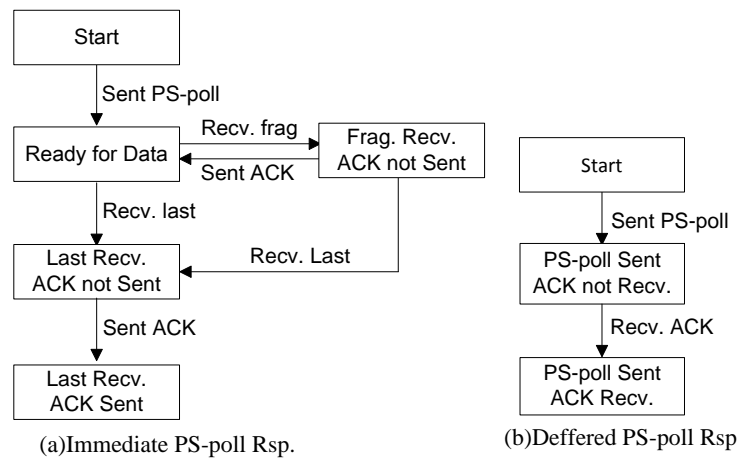 Start
Sent PS-poll
Ready for Data
Recv. frag
Sent ACK
Frag. Recv.
ACK not Sent
Recv. last
Recv. Last
Last Recv.
ACK not Sent
Sent ACK
Last Recv.
ACK Sent
(a)Immediate PS-poll Rsp.
Start
Sent PS-poll
PS-poll Sent
ACK not Recv.
Recv. ACK
PS-poll Sent
ACK Recv.
(b)Deffered PS-poll Rsp